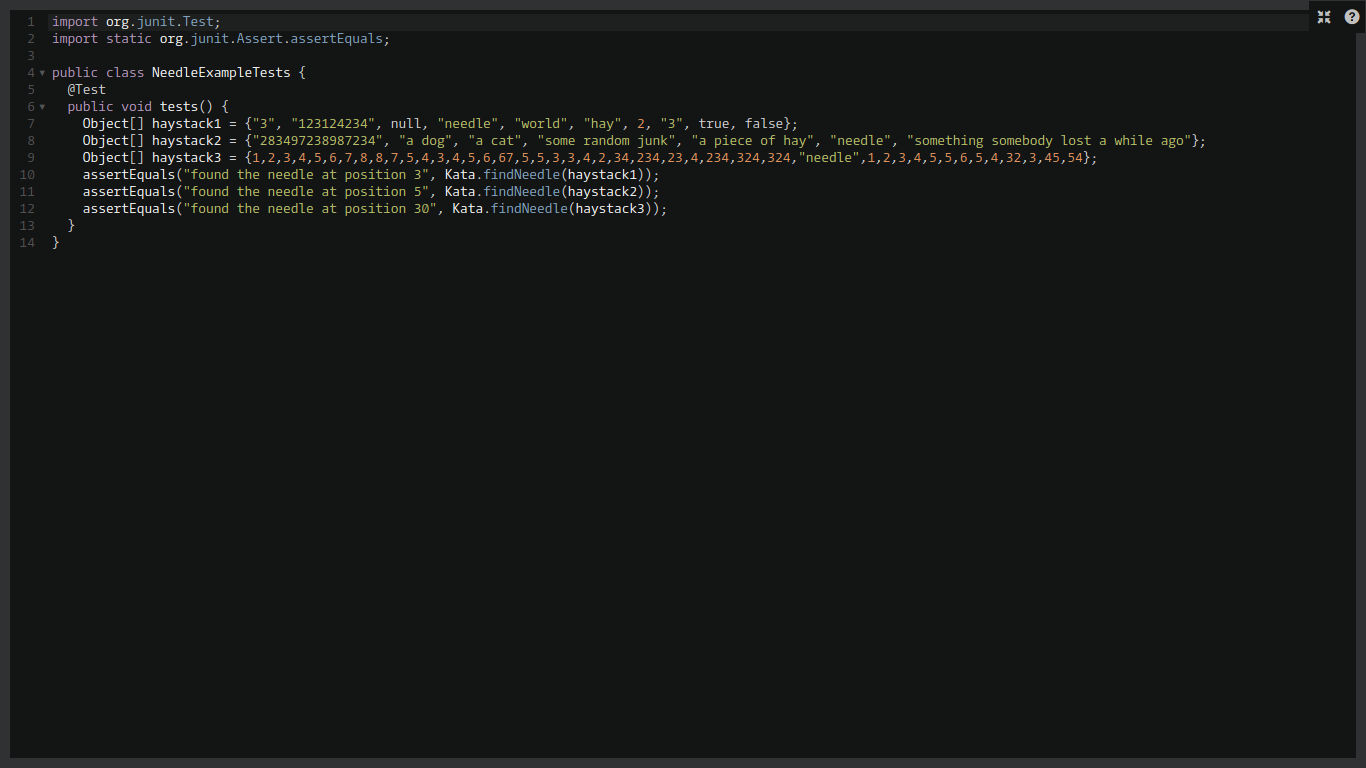 1 import org.junit.Test;
2 import static org.junit.Assert.assertEquals;
3
4 public class NeedleExampleTests {
5   @Test
6   public void tests() {
7     Object[] haystack1 = {"3", "123124234", null, "needle", "world", "hay", 2, "3", true, false};
8     Object[] haystack2 = {"283497238987234", "a dog", "a cat", "some random junk", "a piece of hay", "needle", "something somebody lost a while ago"};
9     Object[] haystack3 = {1,2,3,4,5,6,7,8,8,7,5,4,3,4,5,6,67,5,5,3,3,4,2,34,234,23,4,234,324,324,"needle",1,2,3,4,5,5,6,5,4,32,3,45,54};
10     assertEquals("found the needle at position 3", Kata.findNeedle(haystack1));
11     assertEquals("found the needle at position 5", Kata.findNeedle(haystack2));
12     assertEquals("found the needle at position 30", Kata.findNeedle(haystack3));
13   }
14 }